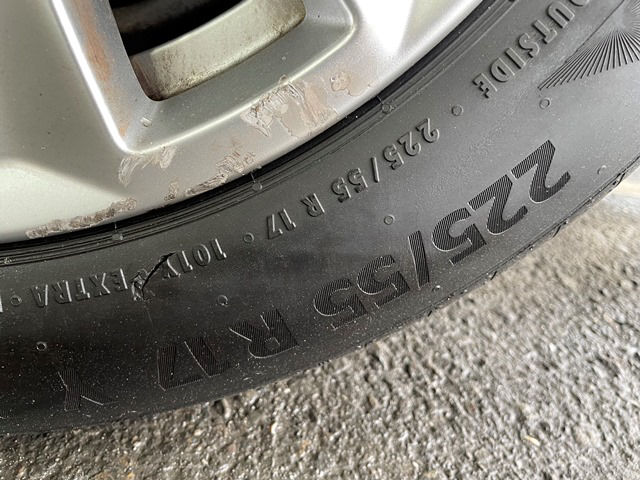 OUTSIDE
225/55 R 17 • 101Y EXTRA •
225/55 R17 Y